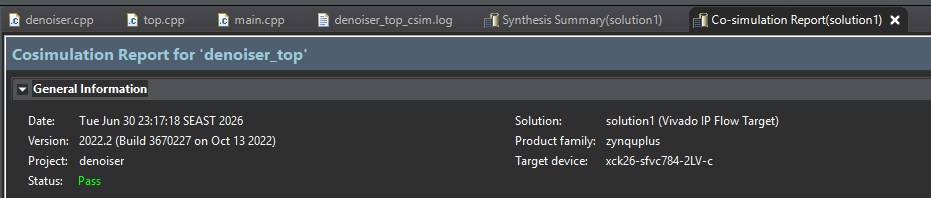 denoiser.cpp top.cpp main.cpp denoiser_top_csim.log Synthesis Summary(solution1) Co-simulation Report(solution1)
Cosimulation Report for 'denoiser_top'
General Information
Date: Tue Jun 30 23:17:18 SEAST 2026 Solution: solution1 (Vivado IP Flow Target)
Version: 2022.2 (Build 3670227 on Oct 13 2022) Product family: zynquplus
Project: denoiser Target device: xck26-sfvc784-2LV-c
Status: Pass